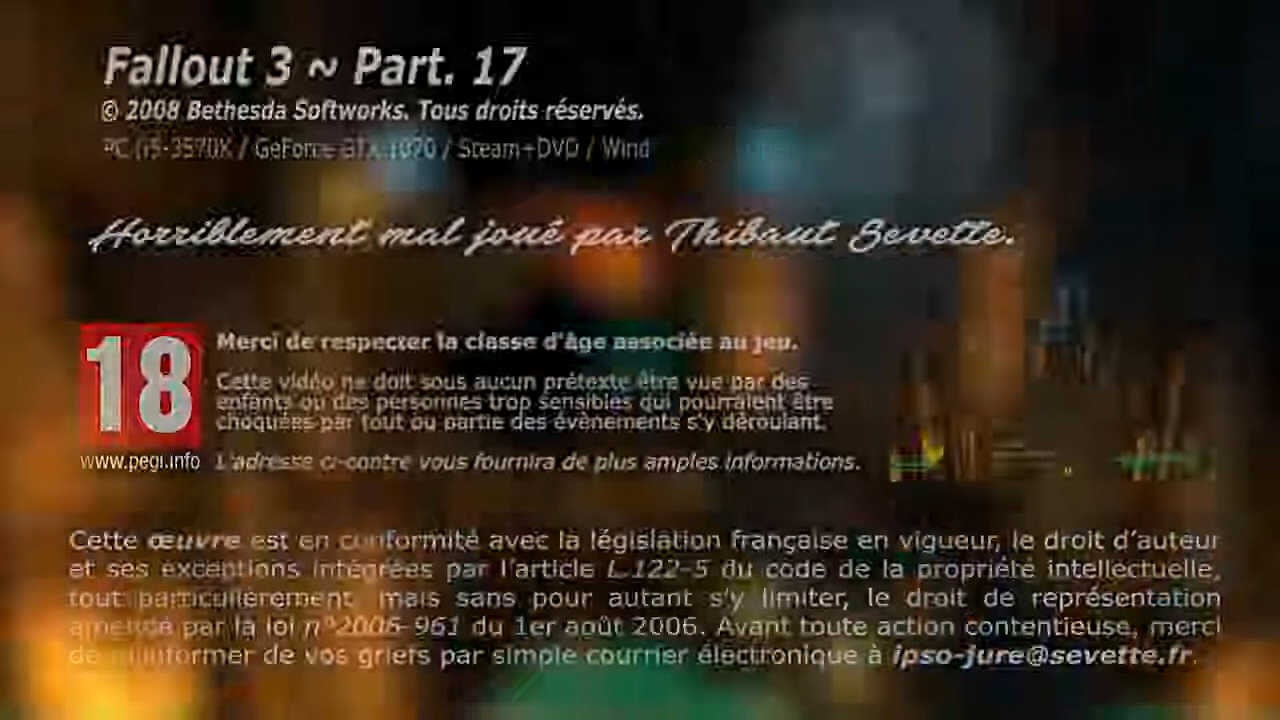 Fallout 3 ~ Part. 17
© 2008 Bethesda Softworks. Tous droits réservés.
PC i5-3570K / GeForce GTX 1070 / Steam+DVD / Wind
Horriblement mal joué par Thibaut Sevette.
18
www.pegi.info
Merci de respecter la classe d'âge associée au jeu.
Cette vidéo ne doit sous aucun prétexte être vue par des
enfants ou des personnes trop sensibles qui pourraient être
choquées par tout ou partie des évènements s'y déroulant.
L'adresse ci-contre vous fournira de plus amples informations.
Cette œuvre est en conformité avec la législation française en vigueur, le droit d'auteur
et ses exceptions intégrées par l'article L.122-5 du code de la propriété intellectuelle,
tout particulièrement, mais sans pour autant s'y limiter, le droit de représentation
amendé par la loi n°2006-961 du 1er août 2006. Avant toute action contentieuse, merci
de m'informer de vos griefs par simple courrier électronique à ipso-jure@sevette.fr.